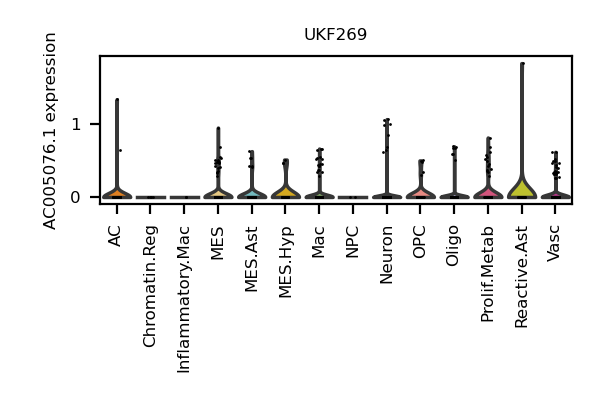 UKF269
AC005076.1 expression
1
0
AC
Chromatin.Reg
Inflammatory.Mac
MES
MES.Ast
MES.Hyp
Mac
NPC
Neuron
OPC
Oligo
Prolif.Metab
Reactive.Ast
Vasc